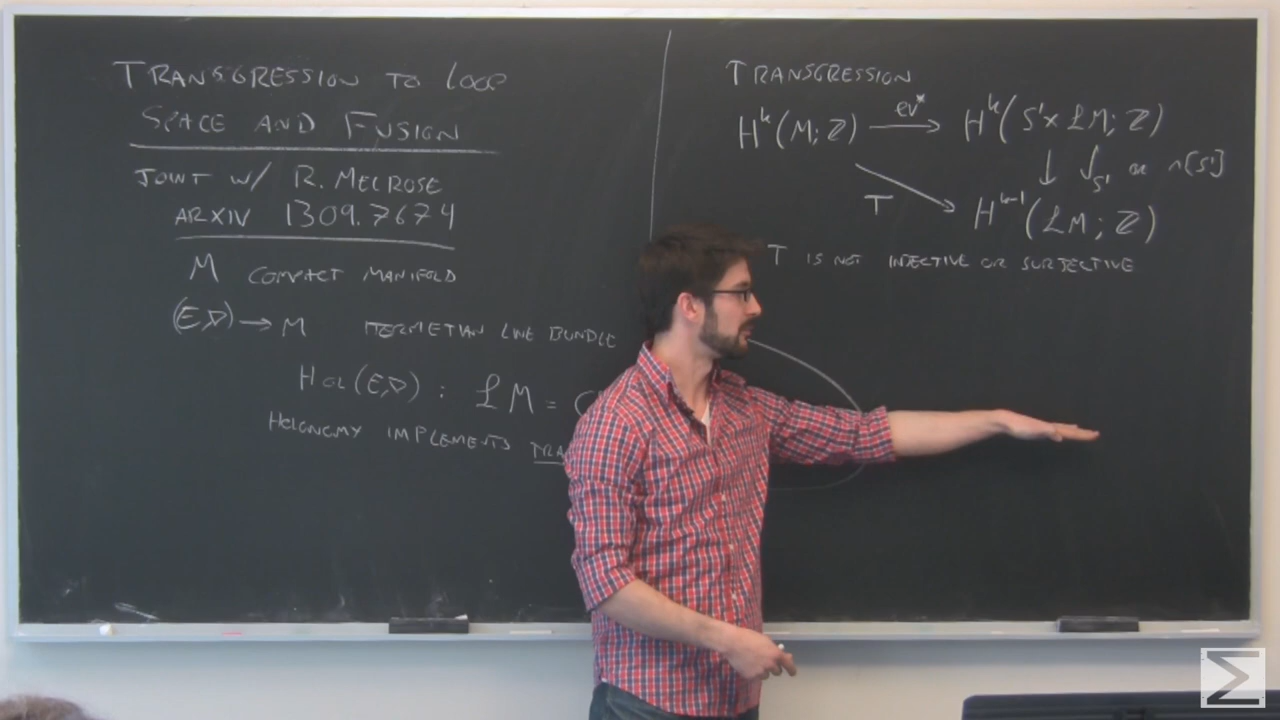 TRANSGRESSION TO LOOP
SPACE AND FUSION
JOINT W/ R. MELROSE
ARXIV 1309.7674
M COMPACT MANIFOLD
(E,∇) → M HERMETIAN LINE BUNDLE
HOL(E,∇) : ℒM = C
HOLONOMY IMPLEMENTS TRA
TRANSGRESSION
H^k(M; ℤ) —ev*→ H^k(S¹× ℒM; ℤ)
↓ ∫_S¹ OR ∩[S¹]
T H^{k-1}(ℒM; ℤ)
T IS NOT INJECTIVE OR SURJECTIVE
Σ